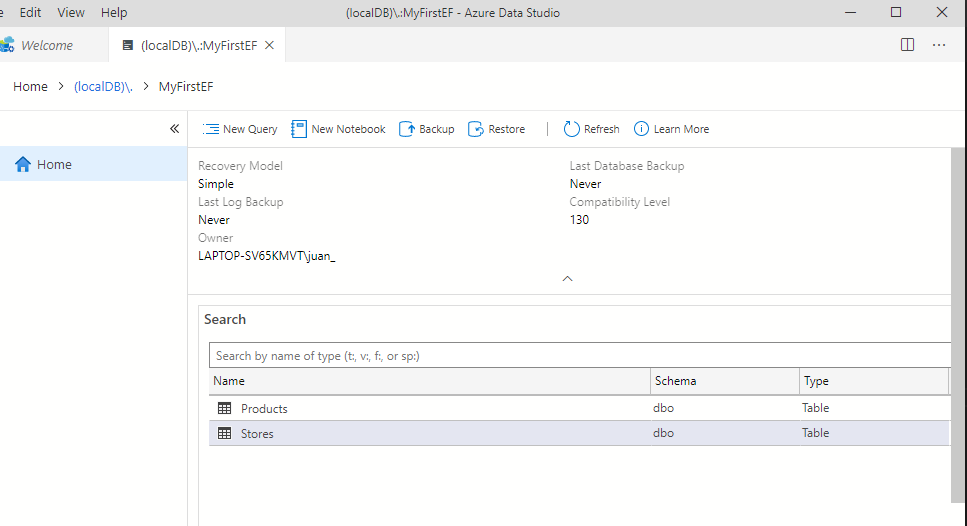 Edit View Help (localDB)\.:MyFirstEF - Azure Data Studio
Welcome (localDB)\.:MyFirstEF
Home > (localDB)\. > MyFirstEF
New Query New Notebook Backup Restore | Refresh Learn More
Home
Recovery Model Last Database Backup
Simple Never
Last Log Backup Compatibility Level
Never 130
Owner
LAPTOP-SV65KMVT\juan_
Search
Search by name of type (t:, v:, f:, or sp:)
Name Schema Type
Products dbo Table
Stores dbo Table